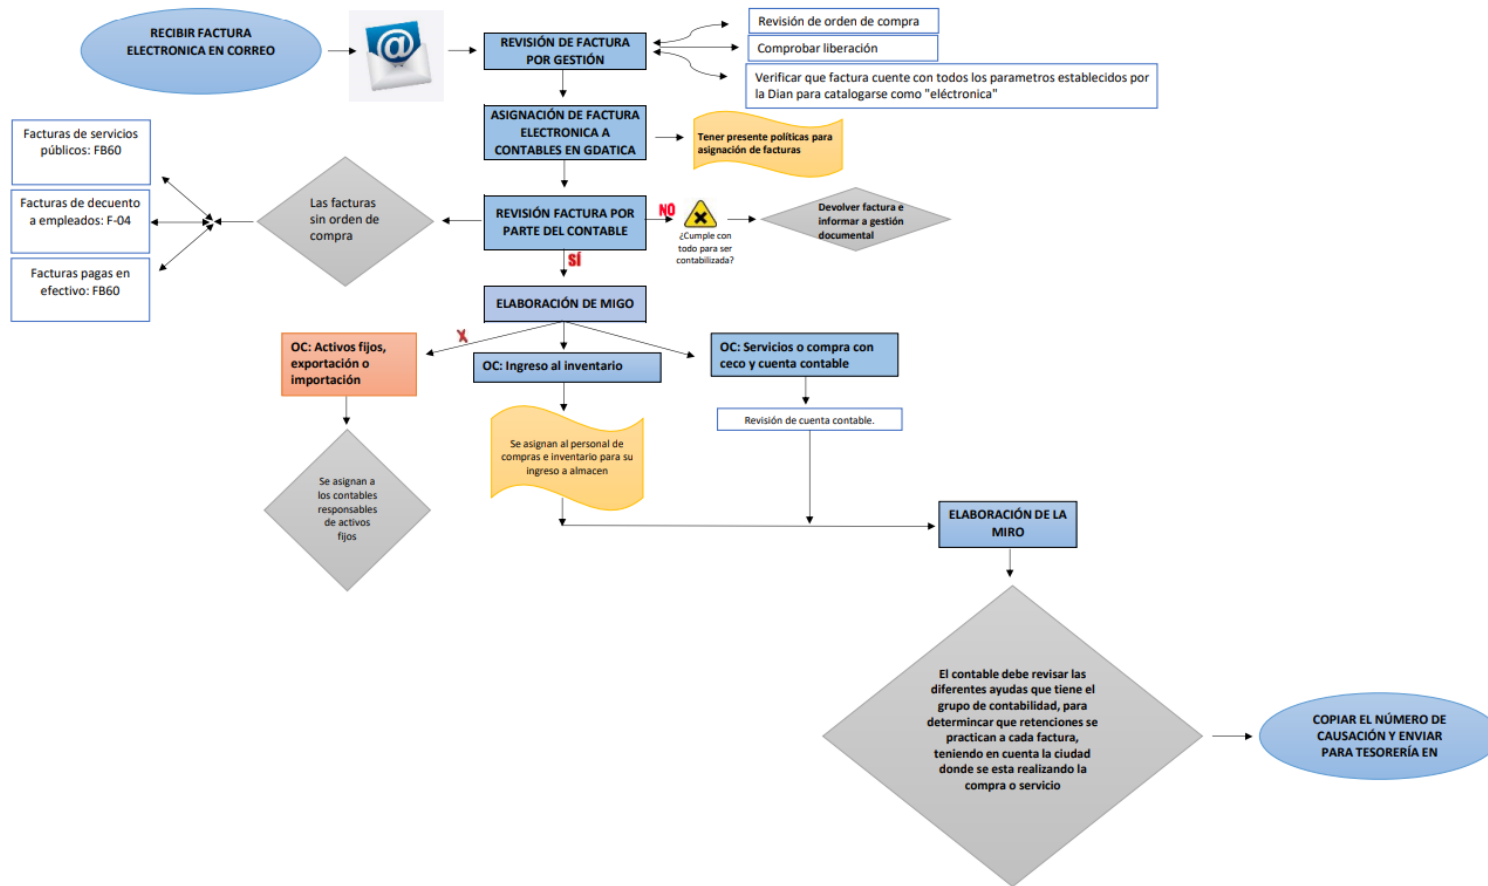 RECIBIR FACTURA
ELECTRONICA EN CORREO
@
REVISIÓN DE FACTURA
POR GESTIÓN
Revisión de orden de compra
Comprobar liberación
Verificar que factura cuente con todos los parametros establecidos por
la Dian para catalogarse como "eléctronica"
ASIGNACIÓN DE FACTURA
ELECTRONICA A
CONTABLES EN GDATICA
Tener presente políticas para
asignación de facturas
Facturas de servicios
públicos: FB60
Facturas de decuento
a empleados: F-04
Facturas pagas en
efectivo: FB60
Las facturas
sin orden de
compra
REVISIÓN FACTURA POR
PARTE DEL CONTABLE
NO
¿Cumple con
todo para ser
contabilizada?
Devolver factura e
informar a gestión
documental
SÍ
ELABORACIÓN DE MIGO
X
OC: Activos fijos,
exportación o
importación
OC: Ingreso al inventario
OC: Servicios o compra con
ceco y cuenta contable
Se asignan a
los contables
responsables
de activos
fijos
Se asignan al personal de
compras e inventario para su
ingreso a almacen
Revisión de cuenta contable.
ELABORACIÓN DE LA
MIRO
El contable debe revisar las
diferentes ayudas que tiene el
grupo de contabilidad, para
determincar que retenciones se
practican a cada factura,
teniendo en cuenta la ciudad
donde se esta realizando la
compra o servicio
COPIAR EL NÚMERO DE
CAUSACIÓN Y ENVIAR
PARA TESORERÍA EN